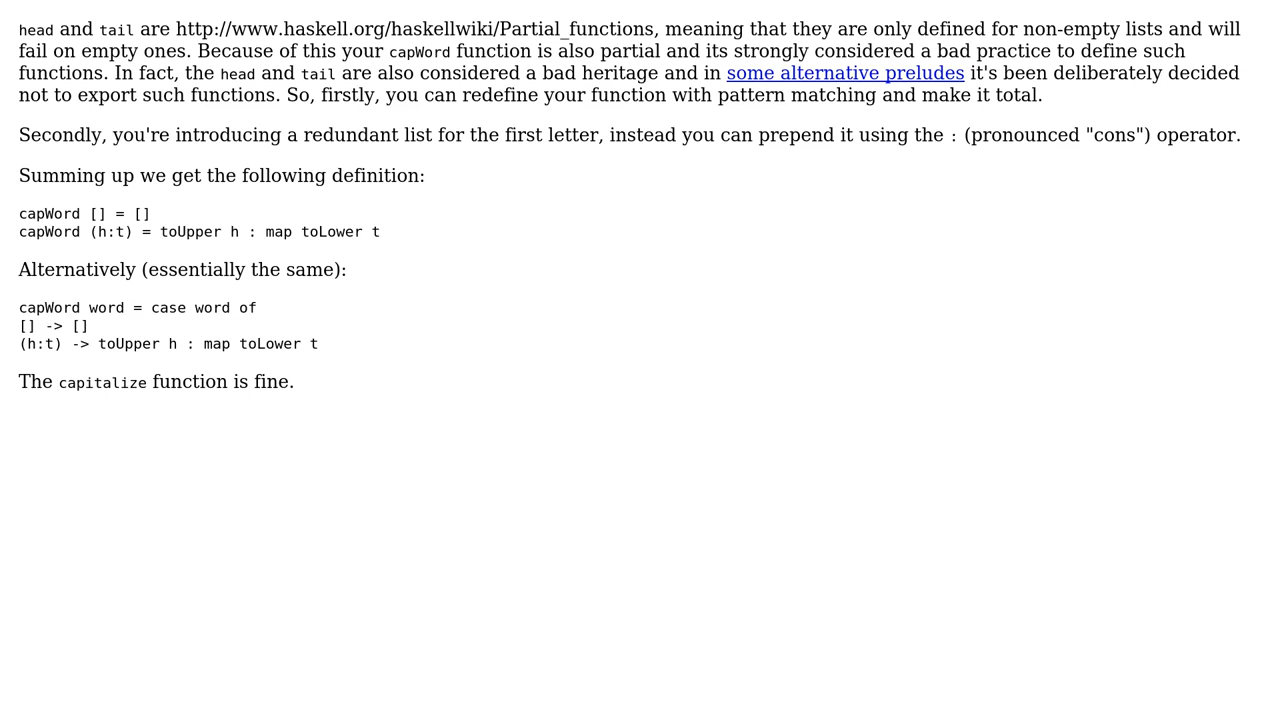 head and tail are http://www.haskell.org/haskellwiki/Partial_functions, meaning that they are only defined for non-empty lists and will
fail on empty ones. Because of this your capWord function is also partial and its strongly considered a bad practice to define such
functions. In fact, the head and tail are also considered a bad heritage and in some alternative preludes it's been deliberately decided
not to export such functions. So, firstly, you can redefine your function with pattern matching and make it total.
Secondly, you're introducing a redundant list for the first letter, instead you can prepend it using the : (pronounced "cons") operator.
Summing up we get the following definition:
capWord [] = []
capWord (h:t) = toUpper h : map toLower t
Alternatively (essentially the same):
capWord word = case word of
[] -> []
(h:t) -> toUpper h : map toLower t
The capitalize function is fine.